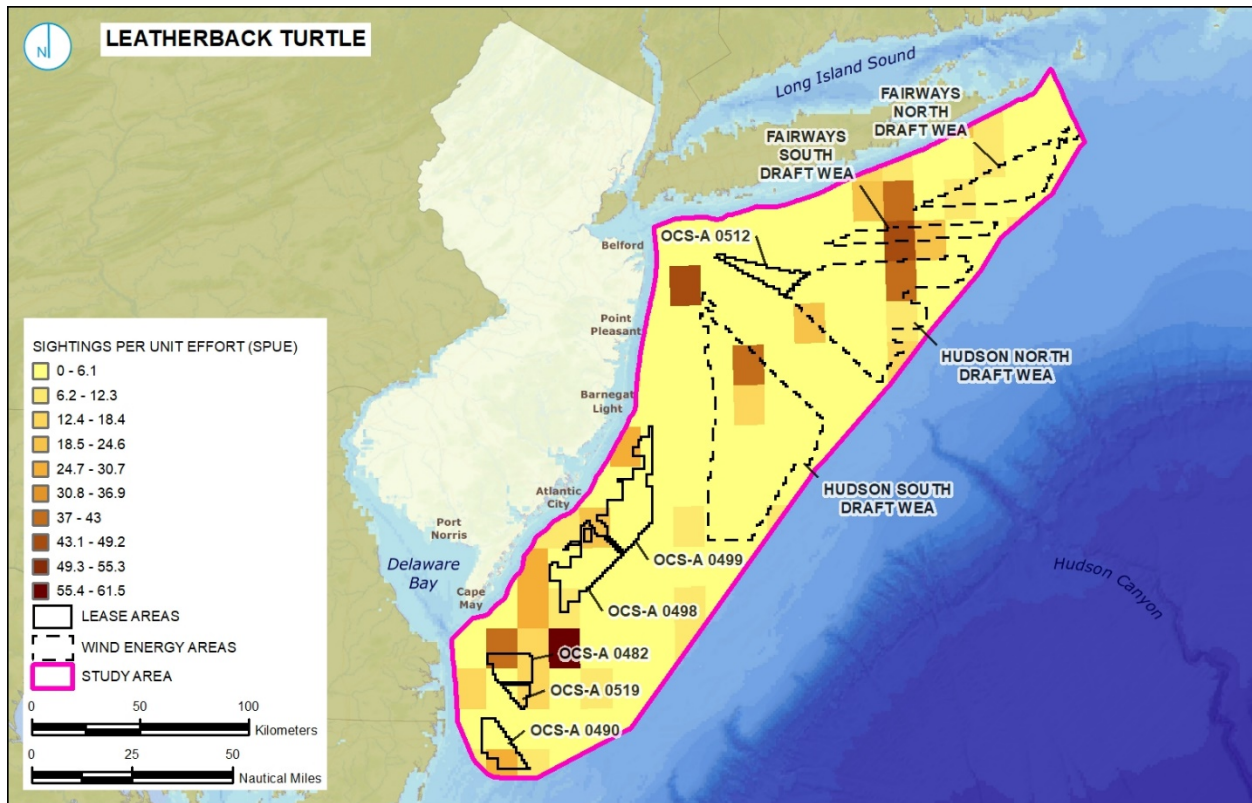 N
LEATHERBACK TURTLE
Long Island Sound
FAIRWAYS
NORTH
DRAFT WEA
FAIRWAYS
SOUTH
DRAFT WEA
Belford
OCS-A 0512
Point
Pleasant
HUDSON NORTH
DRAFT WEA
Barnegat
Light
HUDSON SOUTH
DRAFT WEA
Atlantic
City
Port
Norris
OCS-A 0499
Delaware
Bay
Hudson Canyon
Cape
May
OCS-A 0498
OCS-A 0482
OCS-A 0519
OCS-A 0490
SIGHTINGS PER UNIT EFFORT (SPUE)
0 - 6.1
6.2 - 12.3
12.4 - 18.4
18.5 - 24.6
24.7 - 30.7
30.8 - 36.9
37 - 43
43.1 - 49.2
49.3 - 55.3
55.4 - 61.5
LEASE AREAS
WIND ENERGY AREAS
STUDY AREA
0 50 100
Kilometers
0 25 50
Nautical Miles